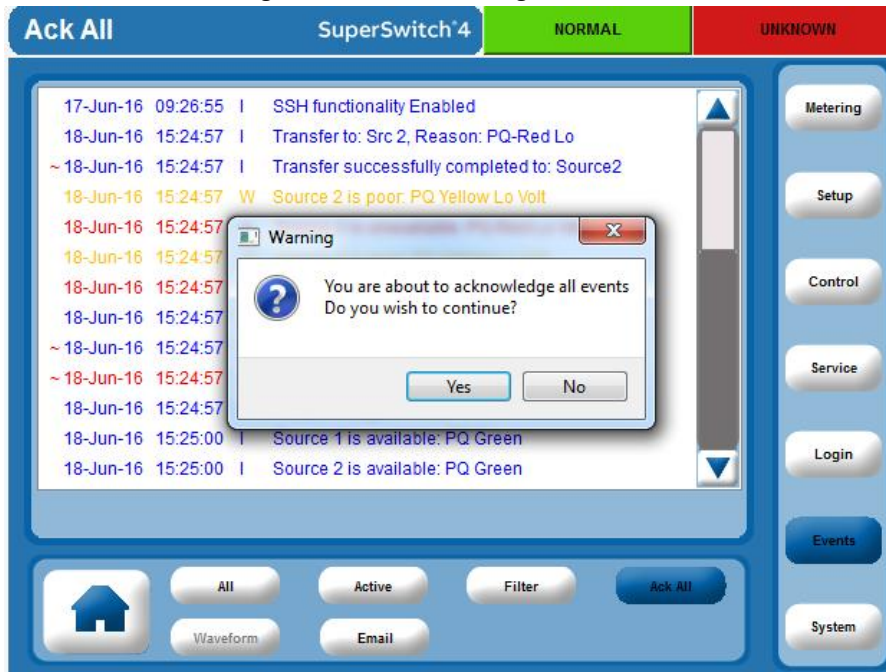 Ack All
SuperSwitch®4
NORMAL
UNKNOWN
17-Jun-16 09:26:55 I SSH functionality Enabled
18-Jun-16 15:24:57 I Transfer to: Src 2, Reason: PQ-Red Lo
~ 18-Jun-16 15:24:57 I Transfer successfully completed to: Source2
18-Jun-16 15:24:57 W Source 2 is poor: PQ Yellow Lo Volt
18-Jun-16 15:24:57
18-Jun-16 15:24:57
18-Jun-16 15:24:57
18-Jun-16 15:24:57
~ 18-Jun-16 15:24:57
~ 18-Jun-16 15:24:57
18-Jun-16 15:24:57
18-Jun-16 15:25:00 I Source 1 is available: PQ Green
18-Jun-16 15:25:00 I Source 2 is available: PQ Green
Warning
You are about to acknowledge all events
Do you wish to continue?
Yes
No
Metering
Setup
Control
Service
Login
Events
System
All
Active
Filter
Ack All
Waveform
Email